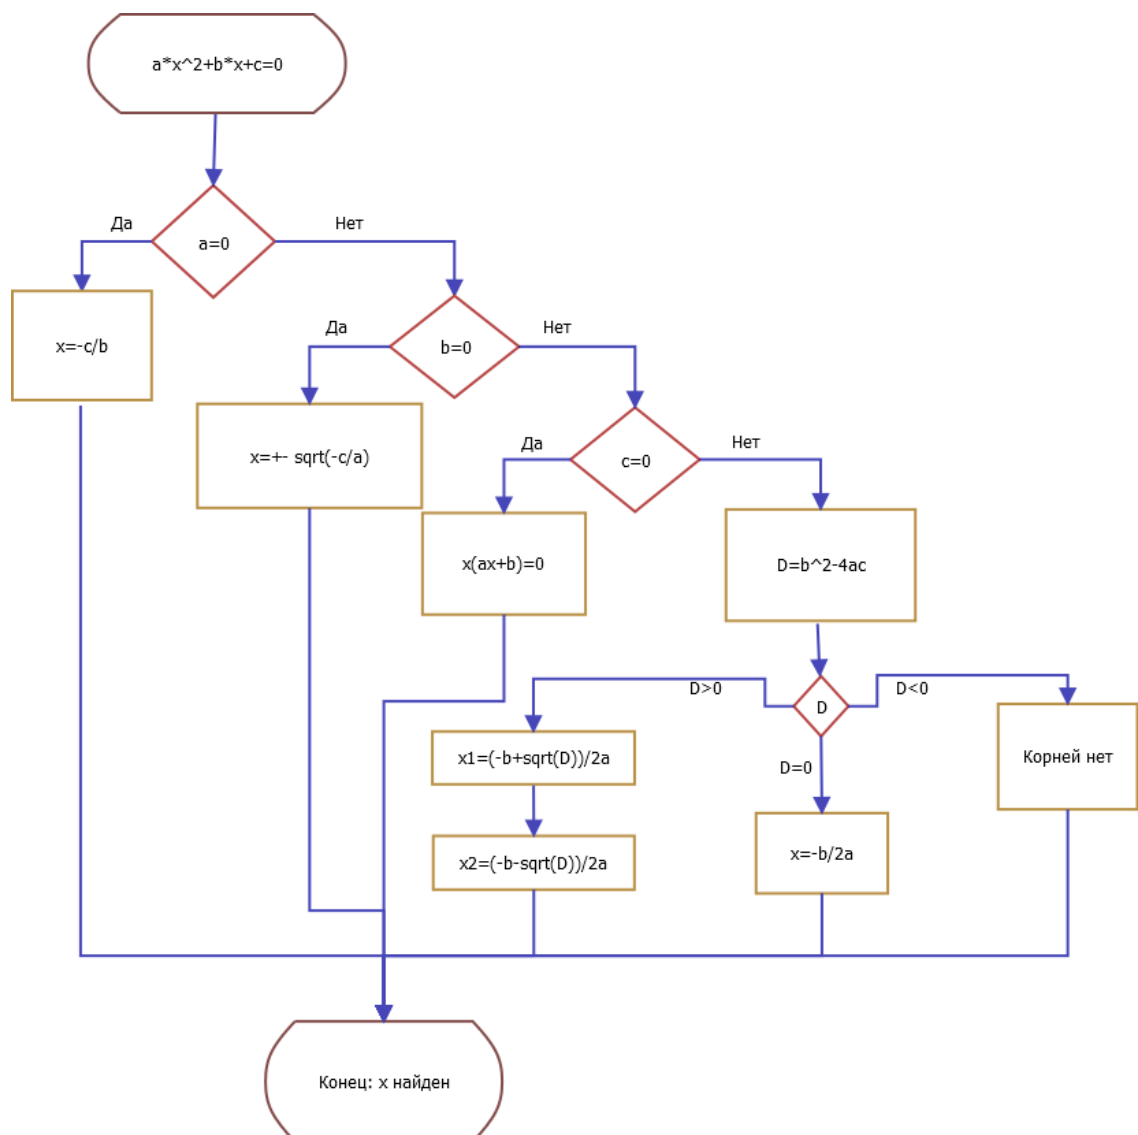 a*x^2+b*x+c=0
Да
Нет
a=0
Да
Нет
x=-c/b
b=0
Да
Нет
x=+- sqrt(-c/a)
c=0
x(ax+b)=0
D=b^2-4ac
D>0
D<0
D
x1=(-b+sqrt(D))/2a
D=0
Корней нет
x2=(-b-sqrt(D))/2a
x=-b/2a
Конец: x найден